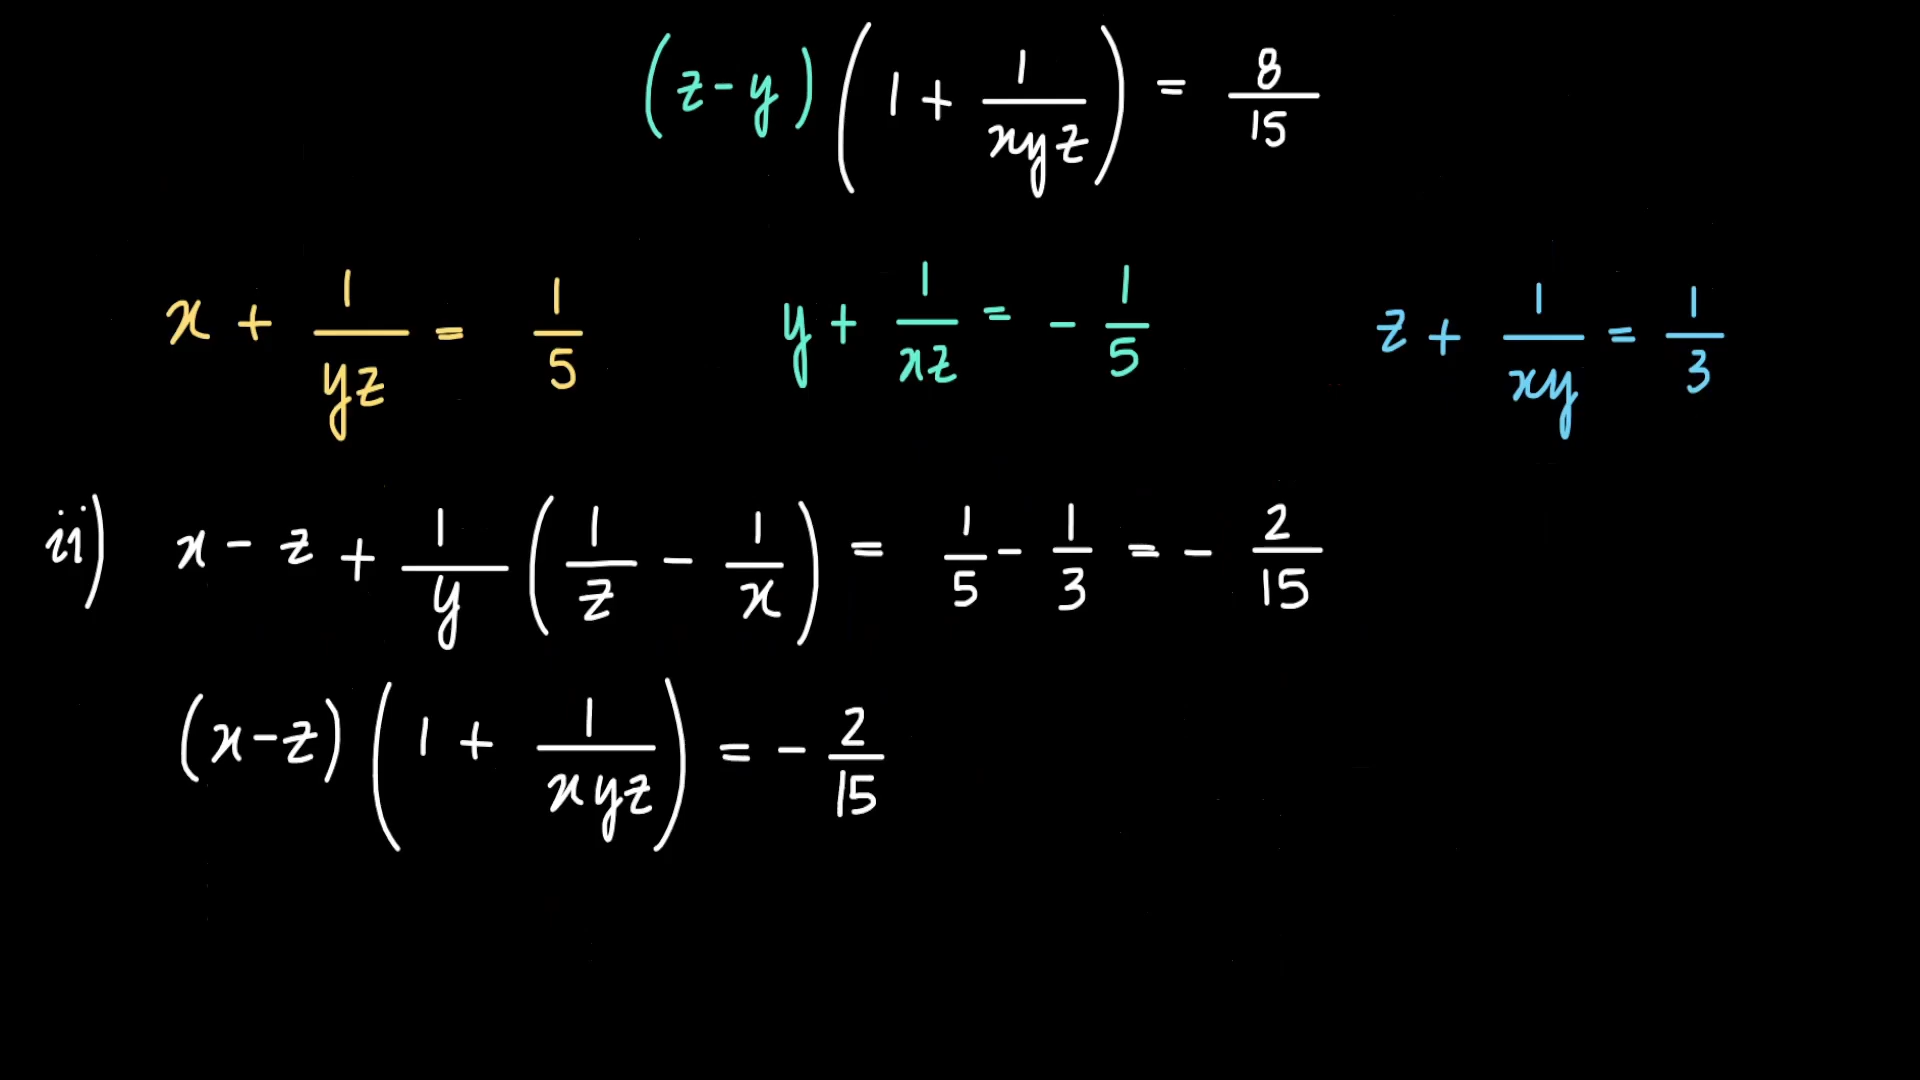 (z-y)(1 + 1/xyz) = 8/15
x + 1/yz = 1/5    y + 1/xz = - 1/5    z + 1/xy = 1/3
ii) x - z + 1/y (1/z - 1/x) = 1/5 - 1/3 = - 2/15
(x-z)(1 + 1/xyz) = - 2/15